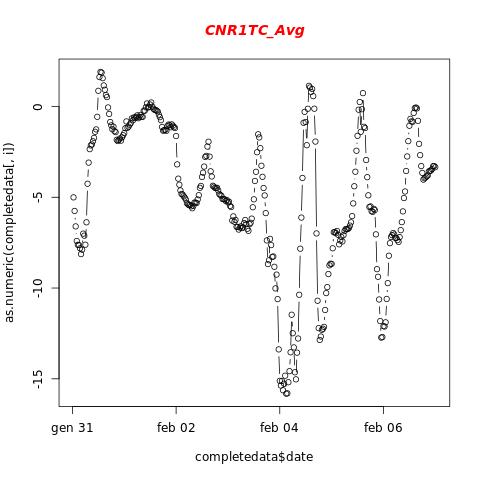 CNR1TC_Avg
as.numeric(completedata[, i])
0
-5
-10
-15
gen 31
feb 02
feb 04
feb 06
completedata$date